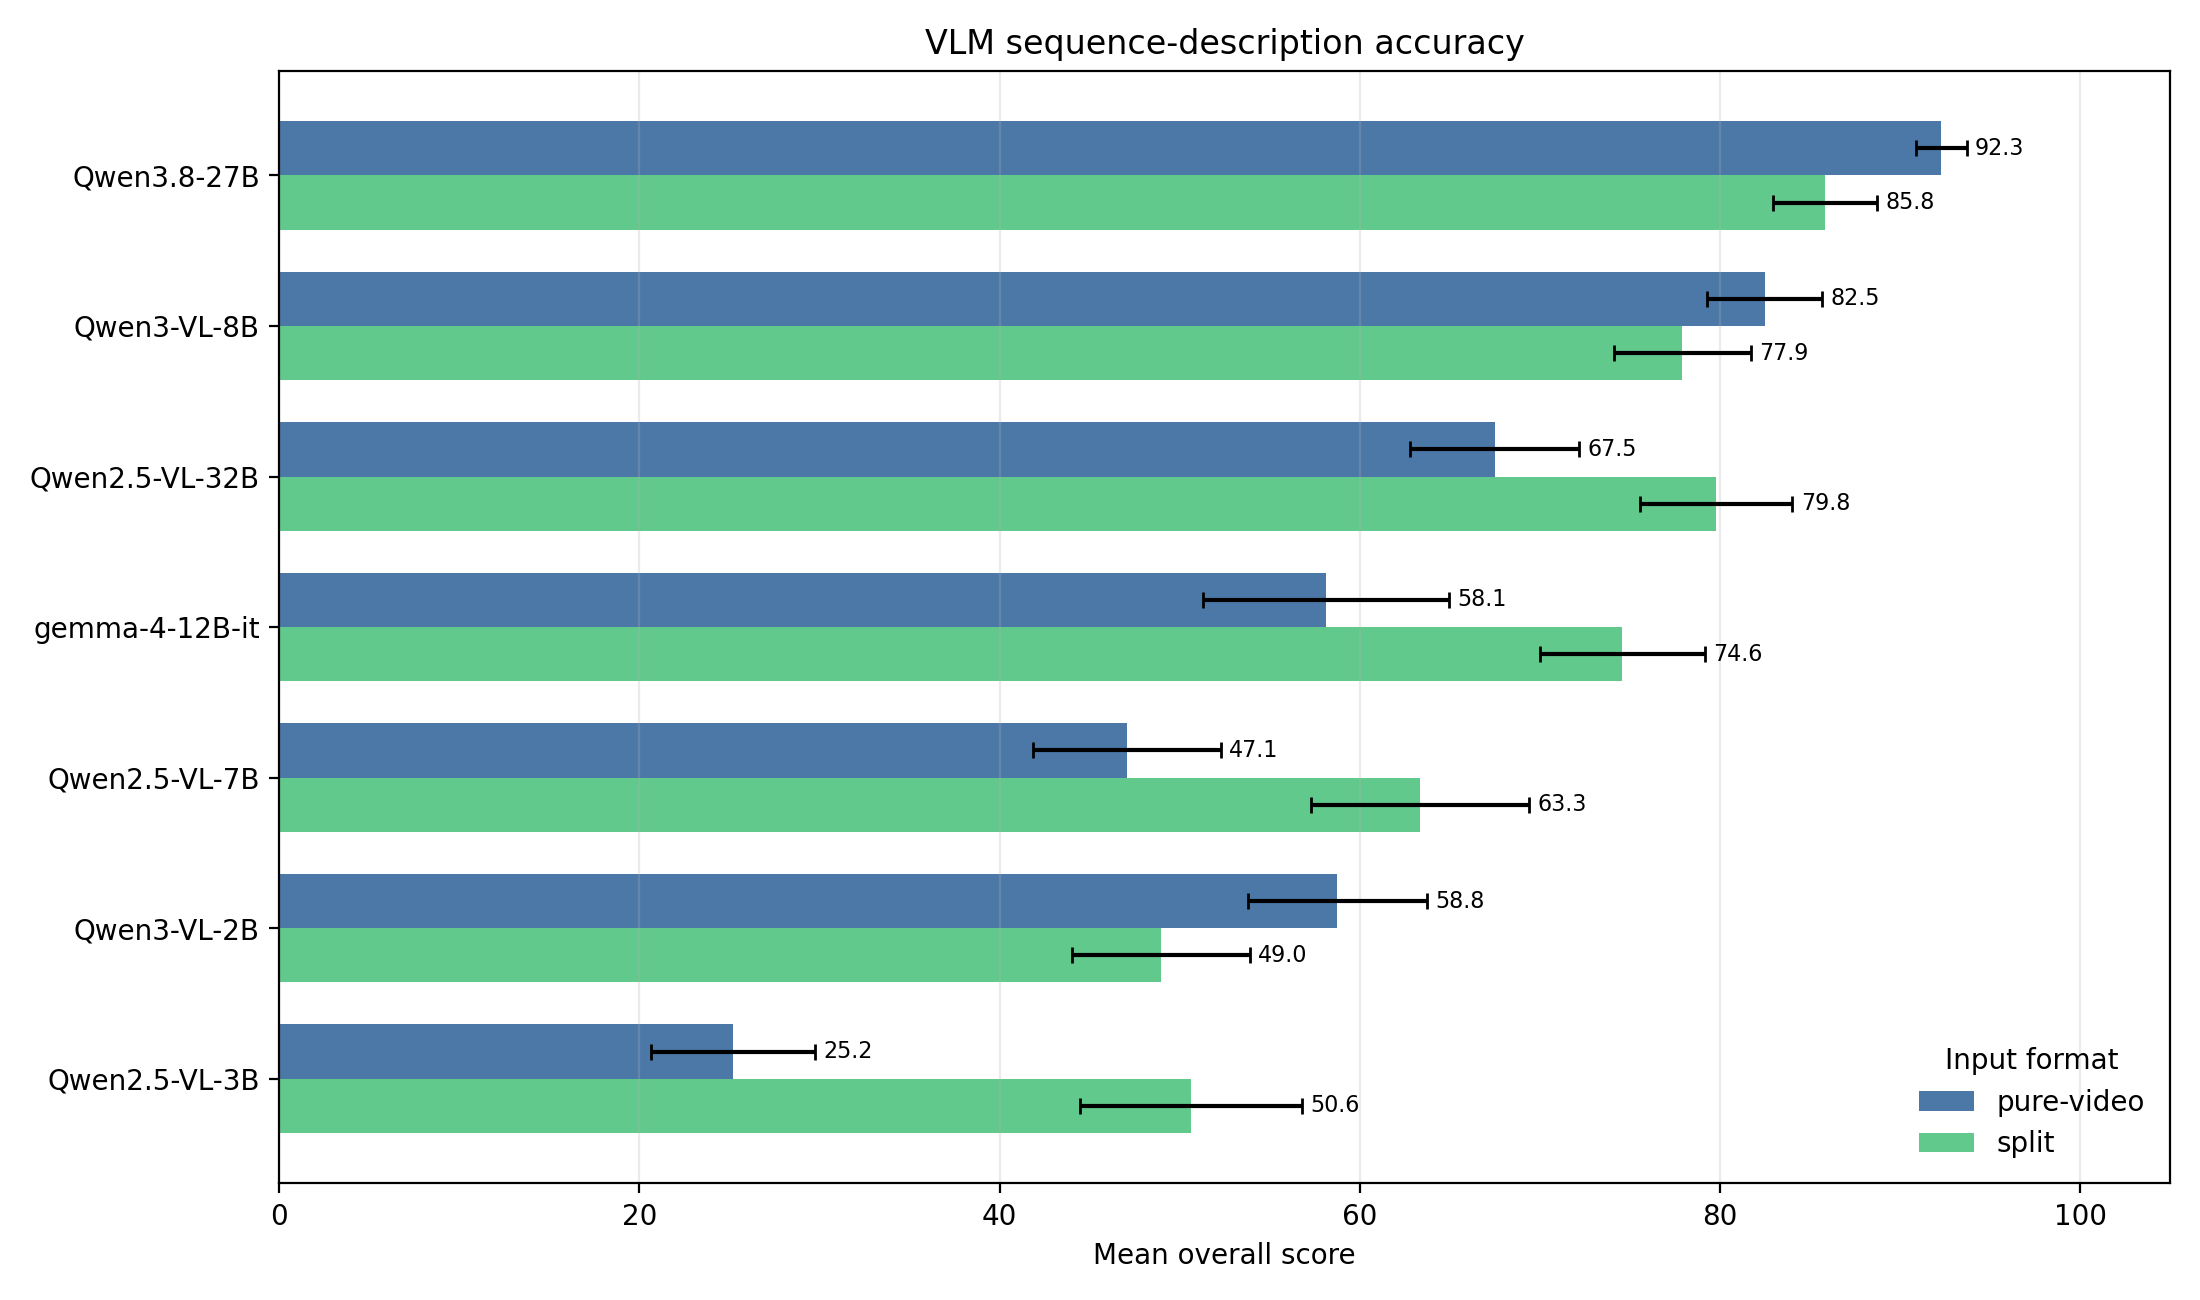 VLM sequence-description accuracy
Qwen3.8-27B
92.3
85.8
Qwen3-VL-8B
82.5
77.9
Qwen2.5-VL-32B
67.5
79.8
gemma-4-12B-it
58.1
74.6
Qwen2.5-VL-7B
47.1
63.3
Qwen3-VL-2B
58.8
49.0
Qwen2.5-VL-3B
25.2
50.6
Input format
pure-video
split
0 20 40 60 80 100
Mean overall score